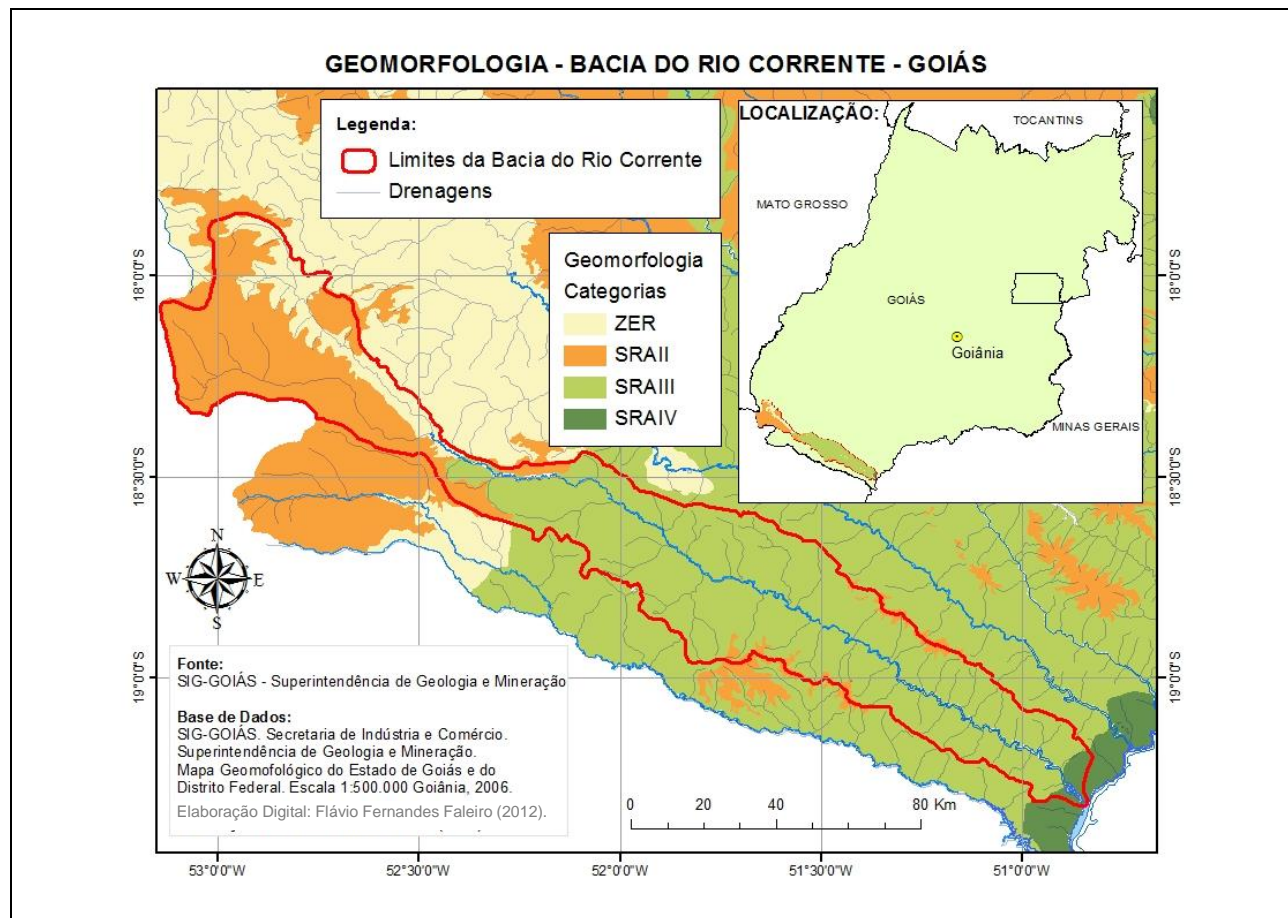 GEOMORFOLOGIA - BACIA DO RIO CORRENTE - GOIÁS
Legenda:
Limites da Bacia do Rio Corrente
Drenagens
Geomorfologia
Categorias
ZER
SRAII
SRAIII
SRAIV
LOCALIZAÇÃO:
TOCANTINS
MATO GROSSO
GOIÁS
Goiânia
MINAS GERAIS
18°0'0"S
18°30'0"S
19°0'0"S
18°0'0"S
18°30'0"S
19°0'0"S
N
W
E
S
Fonte:
SIG-GOIÁS - Superintendência de Geologia e Mineração
Base de Dados:
SIG-GOIÁS. Secretaria de Indústria e Comércio.
Superintendência de Geologia e Mineração.
Mapa Geomofológico do Estado de Goiás e do
Distrito Federal. Escala 1:500.000 Goiânia, 2006.
Elaboração Digital: Flávio Fernandes Faleiro (2012).
0 20 40 80 Km
53°0'0"W
52°30'0"W
52°0'0"W
51°30'0"W
51°0'0"W